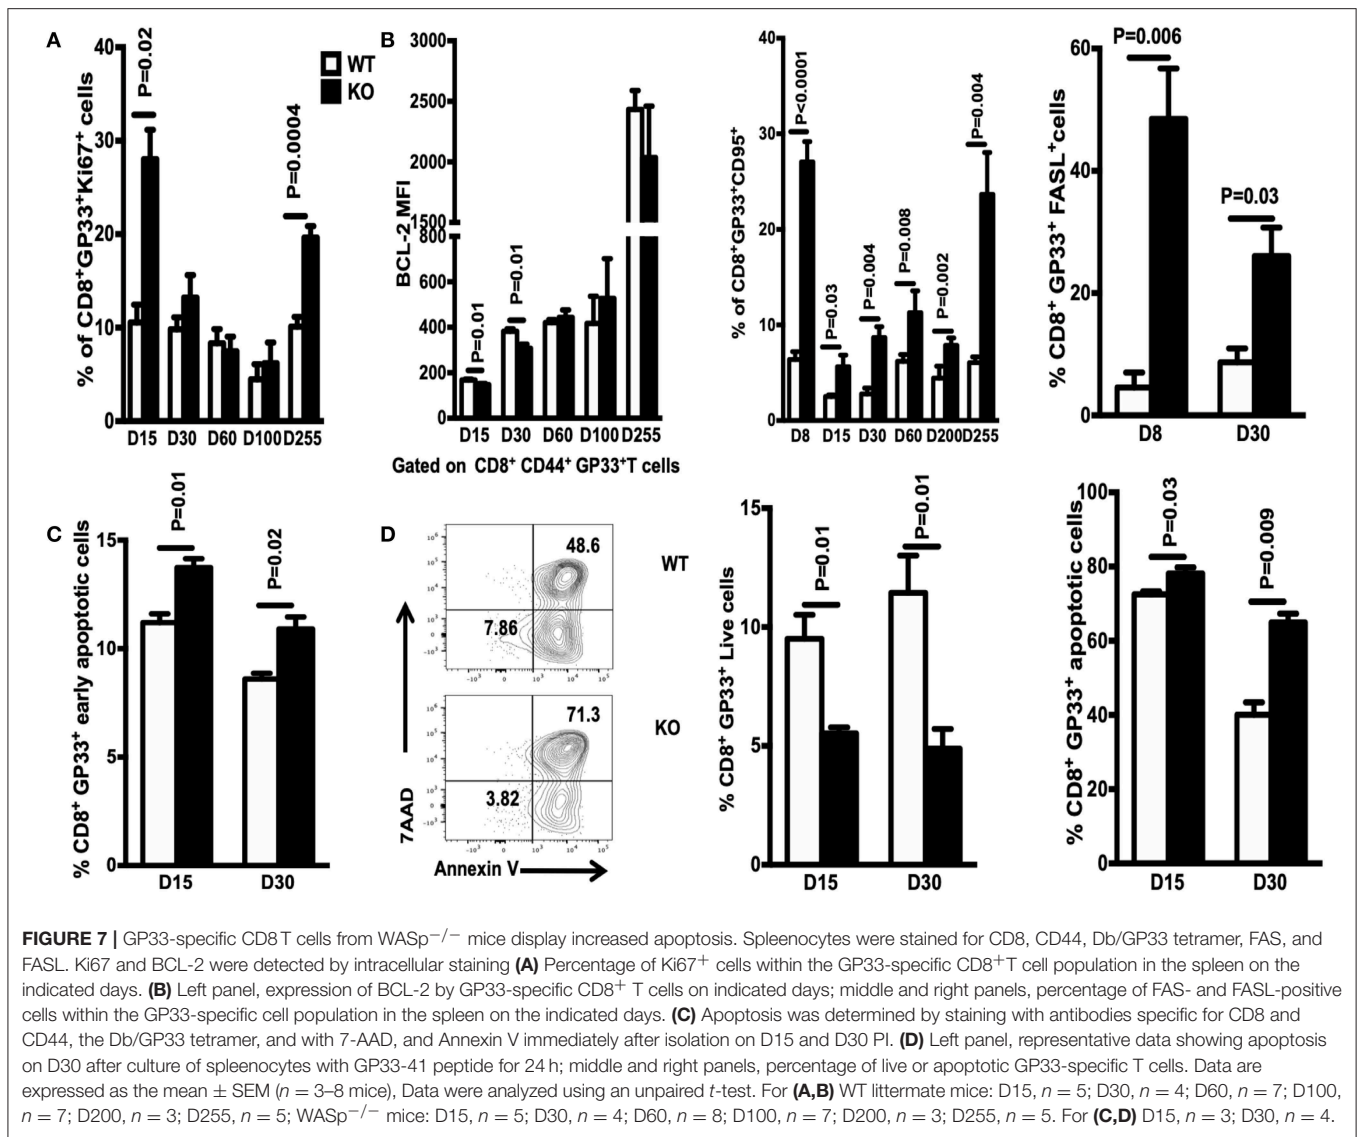 A
% of CD8+GP33+Ki67+ cells
40
30
20
10
0
P=0.02
P=0.0004
D15 D30 D60 D100 D255
WT
KO
B
BCL-2 MFI
3000
2500
2000
1500
800
600
400
200
0
P=0.01
P=0.01
D15 D30 D60 D100 D255
Gated on CD8+ CD44+ GP33+T cells
% of CD8+GP33+CD95+
40
30
20
10
0
P<0.0001
P=0.03
P=0.004
P=0.008
P=0.002
P=0.004
D8 D15 D30 D60 D200 D255
% CD8+ GP33+ FASL+cells
60
40
20
0
P=0.006
P=0.03
D8 D30
C
% CD8+ GP33+ early apoptotic cells
15
10
5
0
P=0.01
P=0.02
D15 D30
D
7AAD
48.6
7.86
WT
71.3
3.82
KO
Annexin V
% CD8+ GP33+ Live cells
15
10
5
0
P=0.01
P=0.01
D15 D30
% CD8+ GP33+ apoptotic cells
100
80
60
40
20
0
P=0.03
P=0.009
D15 D30
FIGURE 7 | GP33-specific CD8 T cells from WASp−/− mice display increased apoptosis. Spleenocytes were stained for CD8, CD44, Db/GP33 tetramer, FAS, and
FASL. Ki67 and BCL-2 were detected by intracellular staining (A) Percentage of Ki67+ cells within the GP33-specific CD8+T cell population in the spleen on the
indicated days. (B) Left panel, expression of BCL-2 by GP33-specific CD8+ T cells on indicated days; middle and right panels, percentage of FAS- and FASL-positive
cells within the GP33-specific cell population in the spleen on the indicated days. (C) Apoptosis was determined by staining with antibodies specific for CD8 and
CD44, the Db/GP33 tetramer, and with 7-AAD, and Annexin V immediately after isolation on D15 and D30 PI. (D) Left panel, representative data showing apoptosis
on D30 after culture of spleenocytes with GP33-41 peptide for 24 h; middle and right panels, percentage of live or apoptotic GP33-specific T cells. Data are
expressed as the mean ± SEM (n = 3–8 mice), Data were analyzed using an unpaired t-test. For (A,B) WT littermate mice: D15, n = 5; D30, n = 4; D60, n = 7; D100,
n = 7; D200, n = 3; D255, n = 5; WASp−/− mice: D15, n = 5; D30, n = 4; D60, n = 8; D100, n = 7; D200, n = 3; D255, n = 5. For (C,D) D15, n = 3; D30, n = 4.